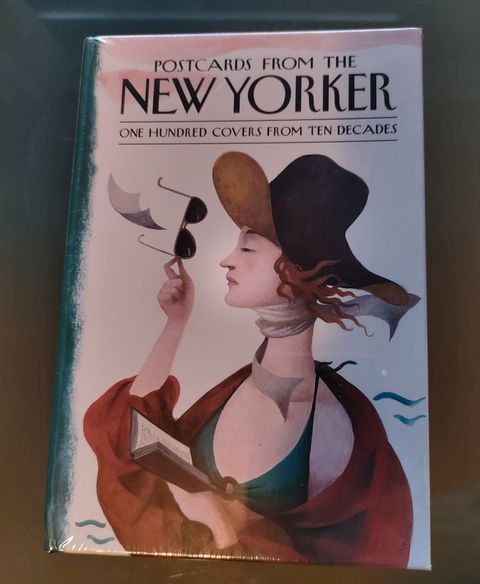 POSTCARDS FROM THE
NEW YORKER
ONE HUNDRED COVERS FROM TEN DECADES